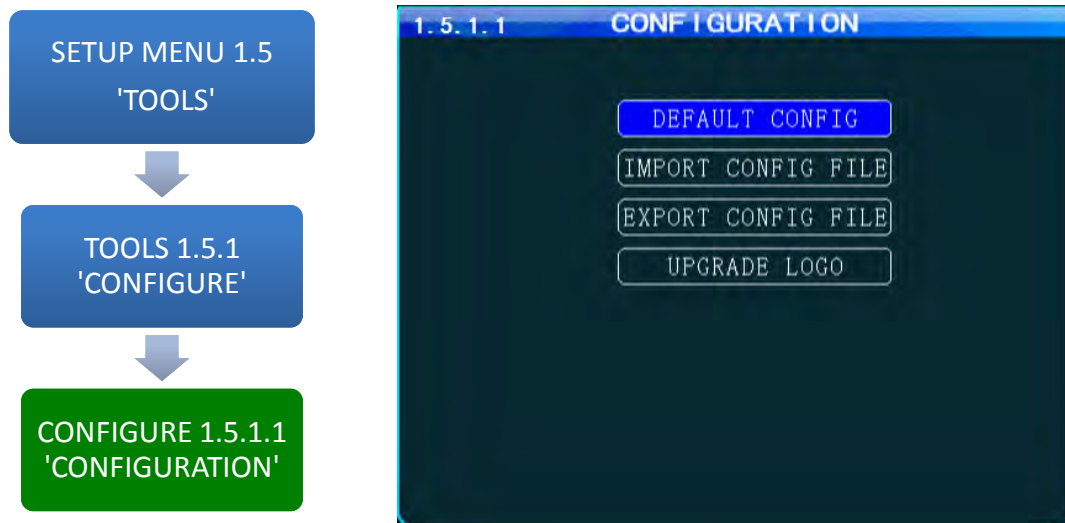 SETUP MENU 1.5
'TOOLS'
TOOLS 1.5.1
'CONFIGURE'
CONFIGURE 1.5.1.1
'CONFIGURATION'
1.5.1.1 CONFIGURATION
DEFAULT CONFIG
IMPORT CONFIG FILE
EXPORT CONFIG FILE
UPGRADE LOGO